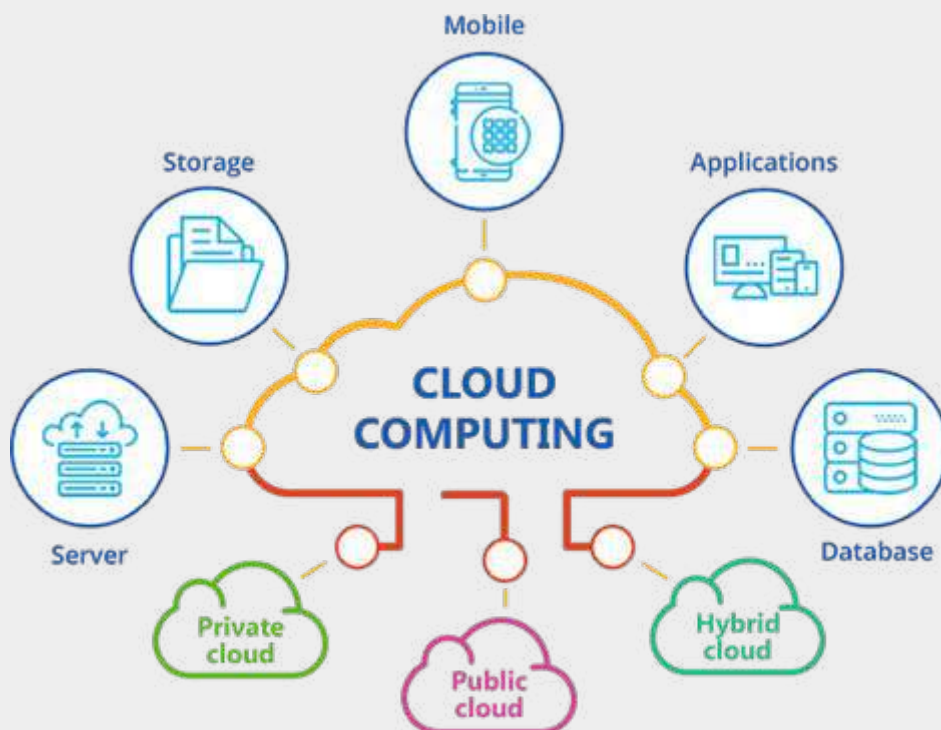 Mobile
Storage
Applications
CLOUD
COMPUTING
Server
Database
Private
cloud
Public
cloud
Hybrid
cloud